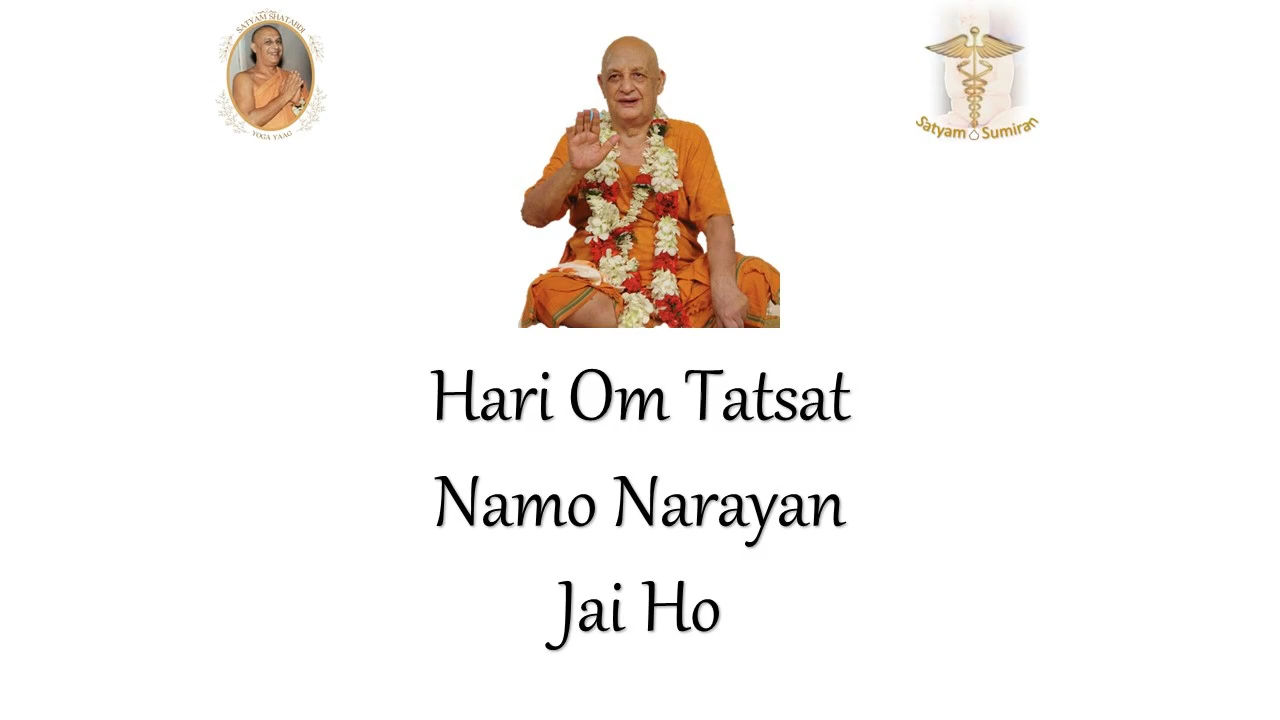 SATYAM SHATABDI
YOGA YAAG
Satyam Sumiran
Hari Om Tatsat
Namo Narayan
Jai Ho